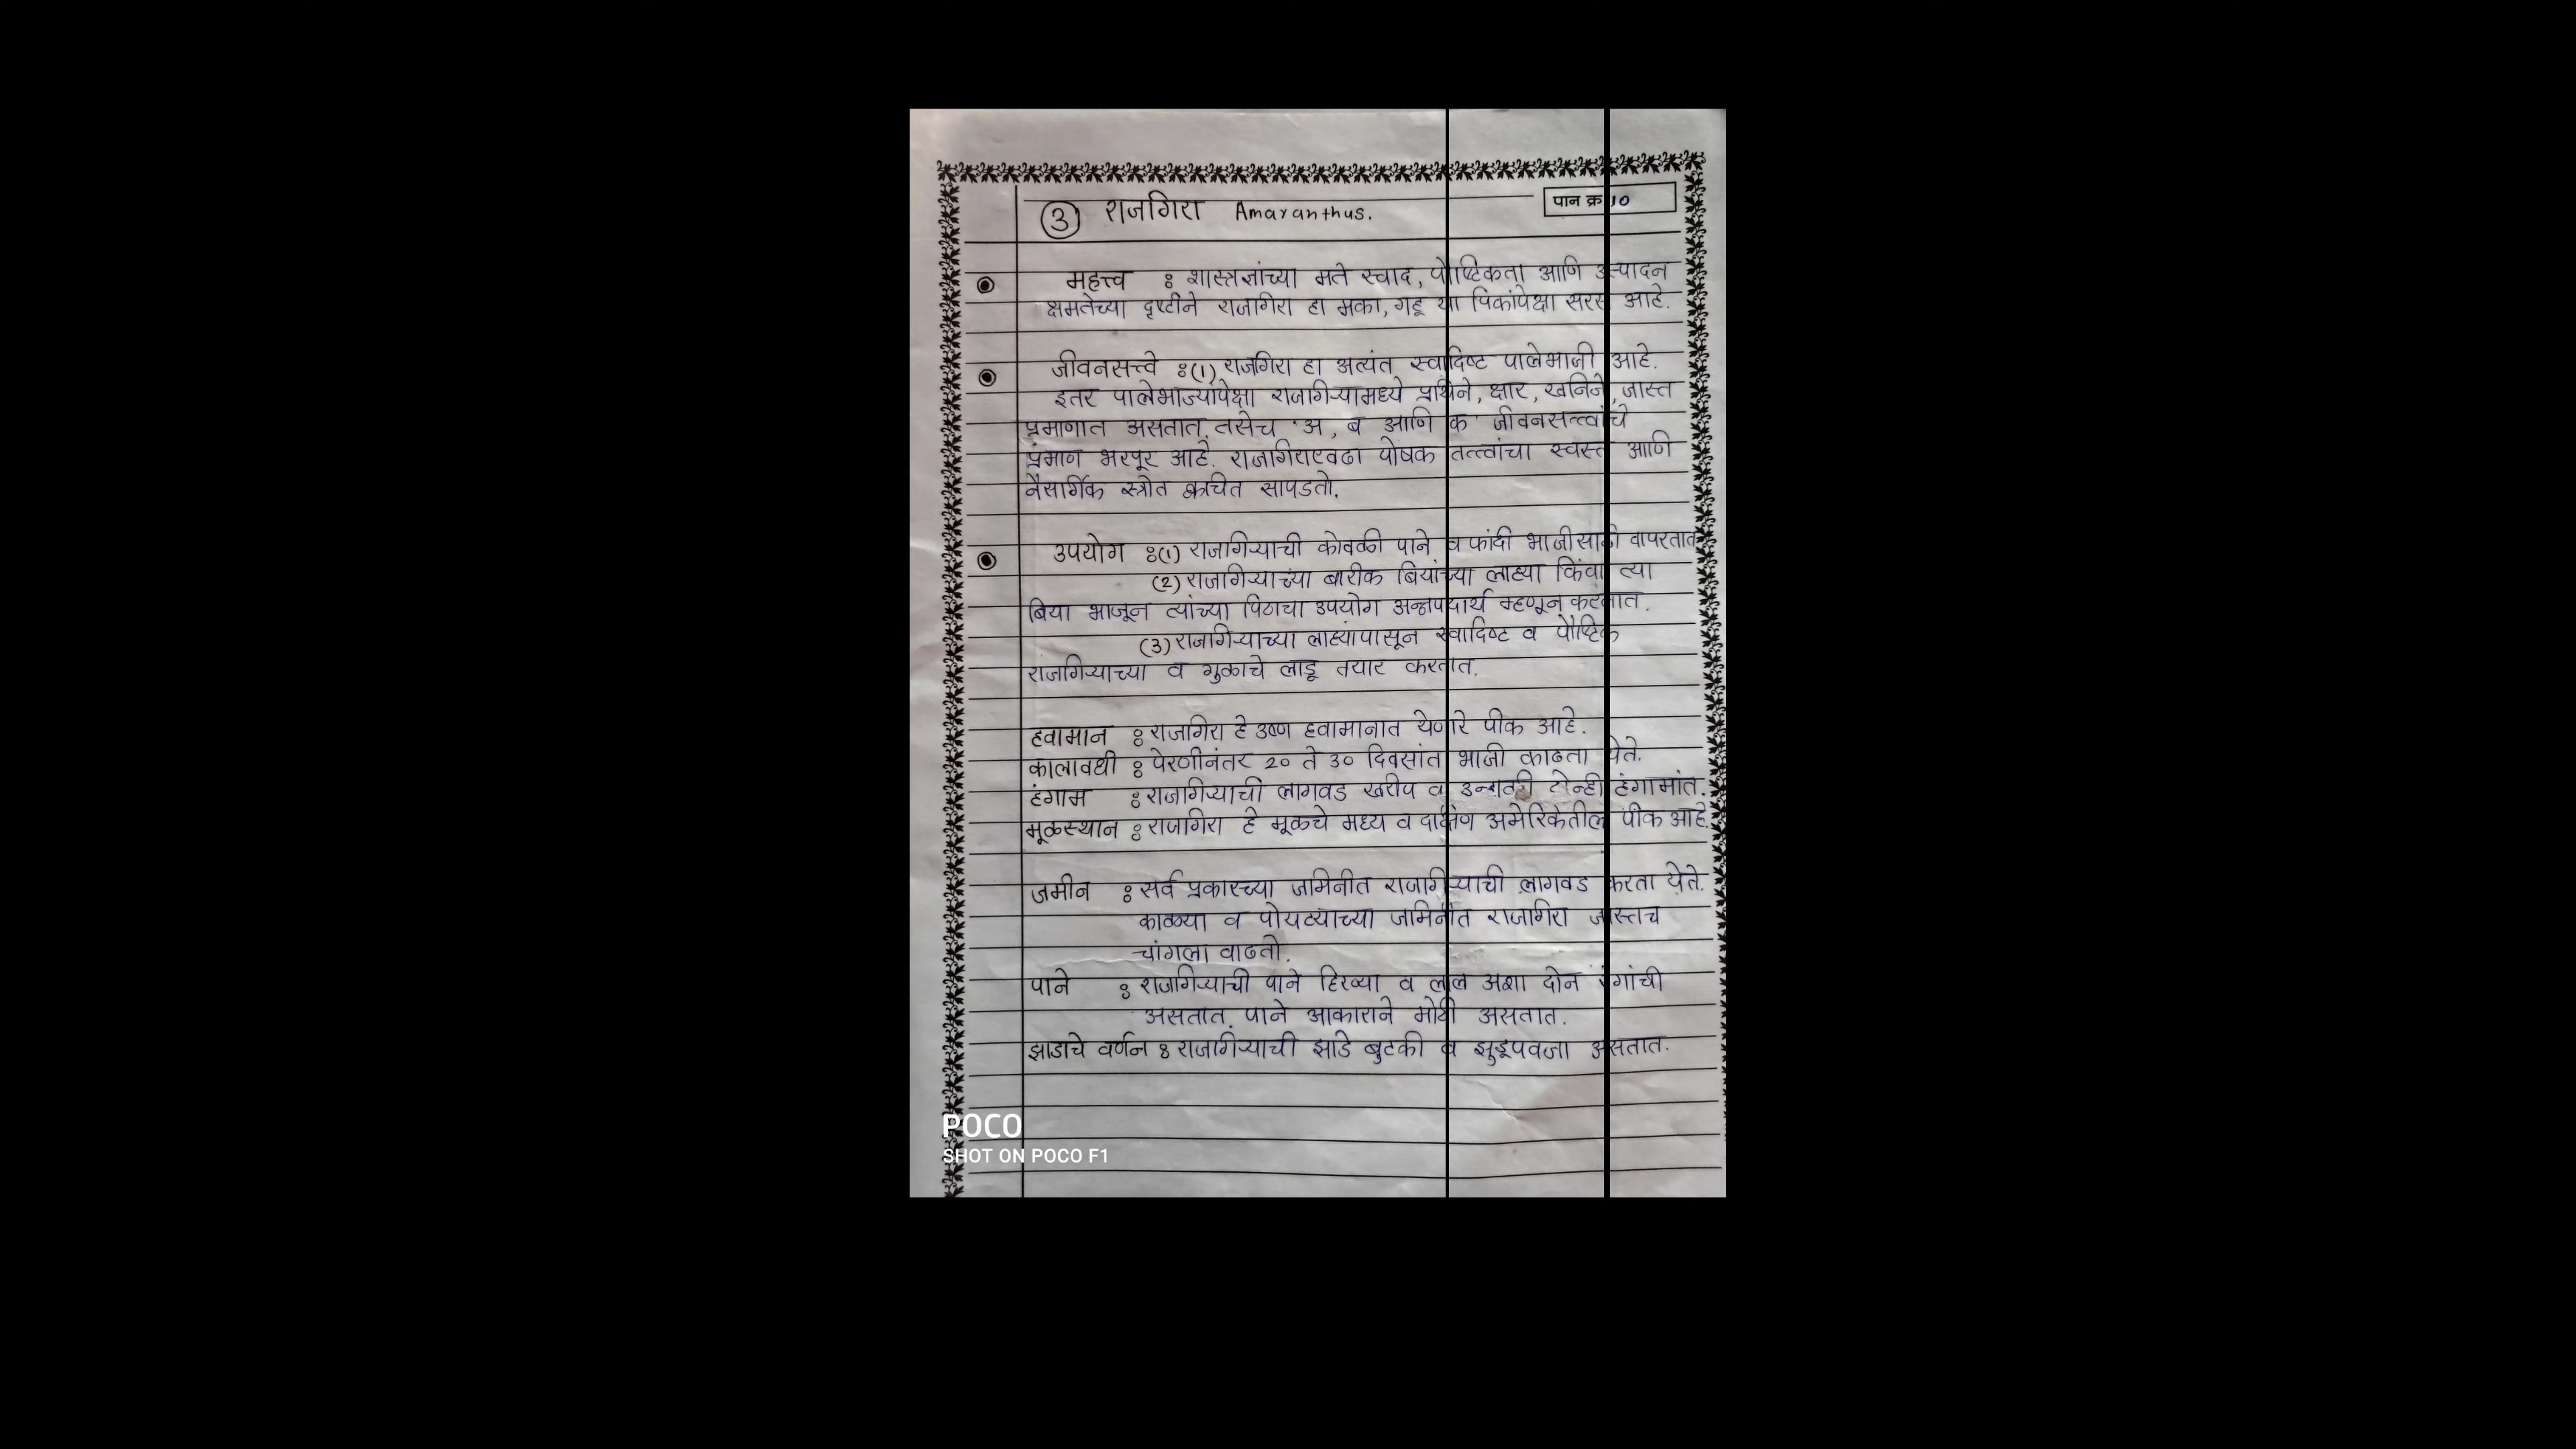 3 राजगिरा Amaranthus.
पान क्र 10
महत्त्व : शास्त्रज्ञांच्या मते स्वाद, पौष्टिकता आणि उत्पादन
क्षमतेच्या दृष्टीने राजगिरा हा मका, गहू या पिकांपेक्षा सरस आहे.
जीवनसत्त्वे :(1) राजगिरा हा अत्यंत स्वादिष्ट पालेभाजी आहे.
इतर पालेभाज्यांपेक्षा राजगिऱ्यामध्ये प्रथिने, क्षार, खनिजे, जास्त
प्रमाणात असतात. तसेच 'अ, ब आणि क' जीवनसत्त्वांचे
प्रमाण भरपूर आहे. राजगिराएवढा पोषक तत्त्वांचा स्वस्त आणि
नैसर्गिक स्त्रोत क्वचित सापडतो.
उपयोग :(1) राजगिऱ्याची कोवळी पाने व फांदी भाजीसाठी वापरतात
(2) राजगिऱ्याच्या बारीक बियांच्या लाह्या किंवा त्या
बिया भाजून त्यांच्या पिठाचा उपयोग अन्नपदार्थ म्हणून करतात.
(3) राजगिऱ्याच्या लाह्यांपासून स्वादिष्ट व पौष्टिक
राजगिऱ्याच्या व गुळाचे लाडू तयार करतात.
हवामान : राजगिरा हे उष्ण हवामानात येणारे पीक आहे.
कालावधी : पेरणीनंतर 20 ते 30 दिवसांत भाजी काढता येते.
हंगाम : राजगिऱ्याची लागवड खरीप व उन्हाळी दोन्ही हंगामांत.
मूळस्थान : राजगिरा हे मूळचे मध्य व दक्षिण अमेरिकेतील पीक आहे.
जमीन : सर्व प्रकारच्या जमिनीत राजगिऱ्याची लागवड करता येते.
काळ्या व पोयट्याच्या जमिनीत राजगिरा जास्तच
चांगला वाढतो.
पाने : राजगिऱ्याची पाने हिरव्या व लाल अशा दोन रंगांची
असतात. पाने आकाराने मोठी असतात.
झाडाचे वर्णन : राजगिऱ्याची झाडे बुटकी व झुडूपवजा असतात.
POCO
SHOT ON POCO F1